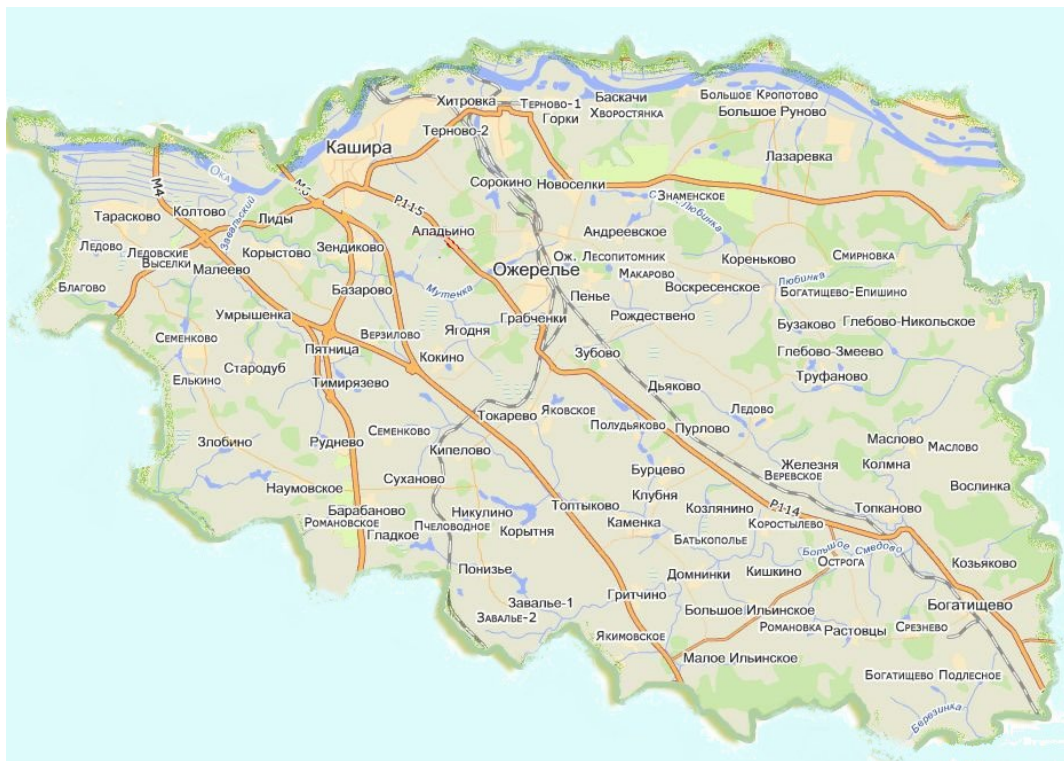 Большое Кропотово
Баскачи
Хитровка
Терново-1
Хворостянка
Большое Руново
Горки
Терново-2
Кашира
Лазаревка
Ока
М4
Сорокино
Новоселки
Знаменское
Любинка
Р115
Колтово
Тарасково
Лиды
Завальский
Аладьино
Андреевское
Ледово
Ледовские
Выселки
Корыстово
Зендиково
Ож. Лесопитомник
Кореньково
Смирновка
Малеево
Ожерелье
Макарово
Благово
Базарово
Мутенка
Пенье
Воскресенское
Любинка
Богатищево-Епишино
Умрышенка
Грабченки
Рождествено
Бузаково
Глебово-Никольское
Семенково
Верзилово
Ягодня
Пятница
Кокино
Зубово
Глебово-Змеево
Стародуб
Елькино
Тимирязево
Дьяково
Труфаново
Токарево
Яковское
Ледово
Полудьяково
Пурлово
Злобино
Руднево
Семенково
Маслово
Маслово
Кипелово
Железня
Колмна
Бурцево
Веревское
Суханово
Наумовское
Вослинка
Клубня
Барабаново
Никулино
Топтыково
Козлянино
Р114
Топканово
Романовское
Пчеловодное
Каменка
Коростылево
Гладкое
Корытня
Батькополье
Большое Смедово
Понизье
Домнинки
Кишкино
Острога
Козьяково
Гритчино
Завалье-1
Большое Ильинское
Богатищево
Завалье-2
Романовка
Растовцы
Срезнево
Якимовское
Малое Ильинское
Богатищево Подлесное
Березинка